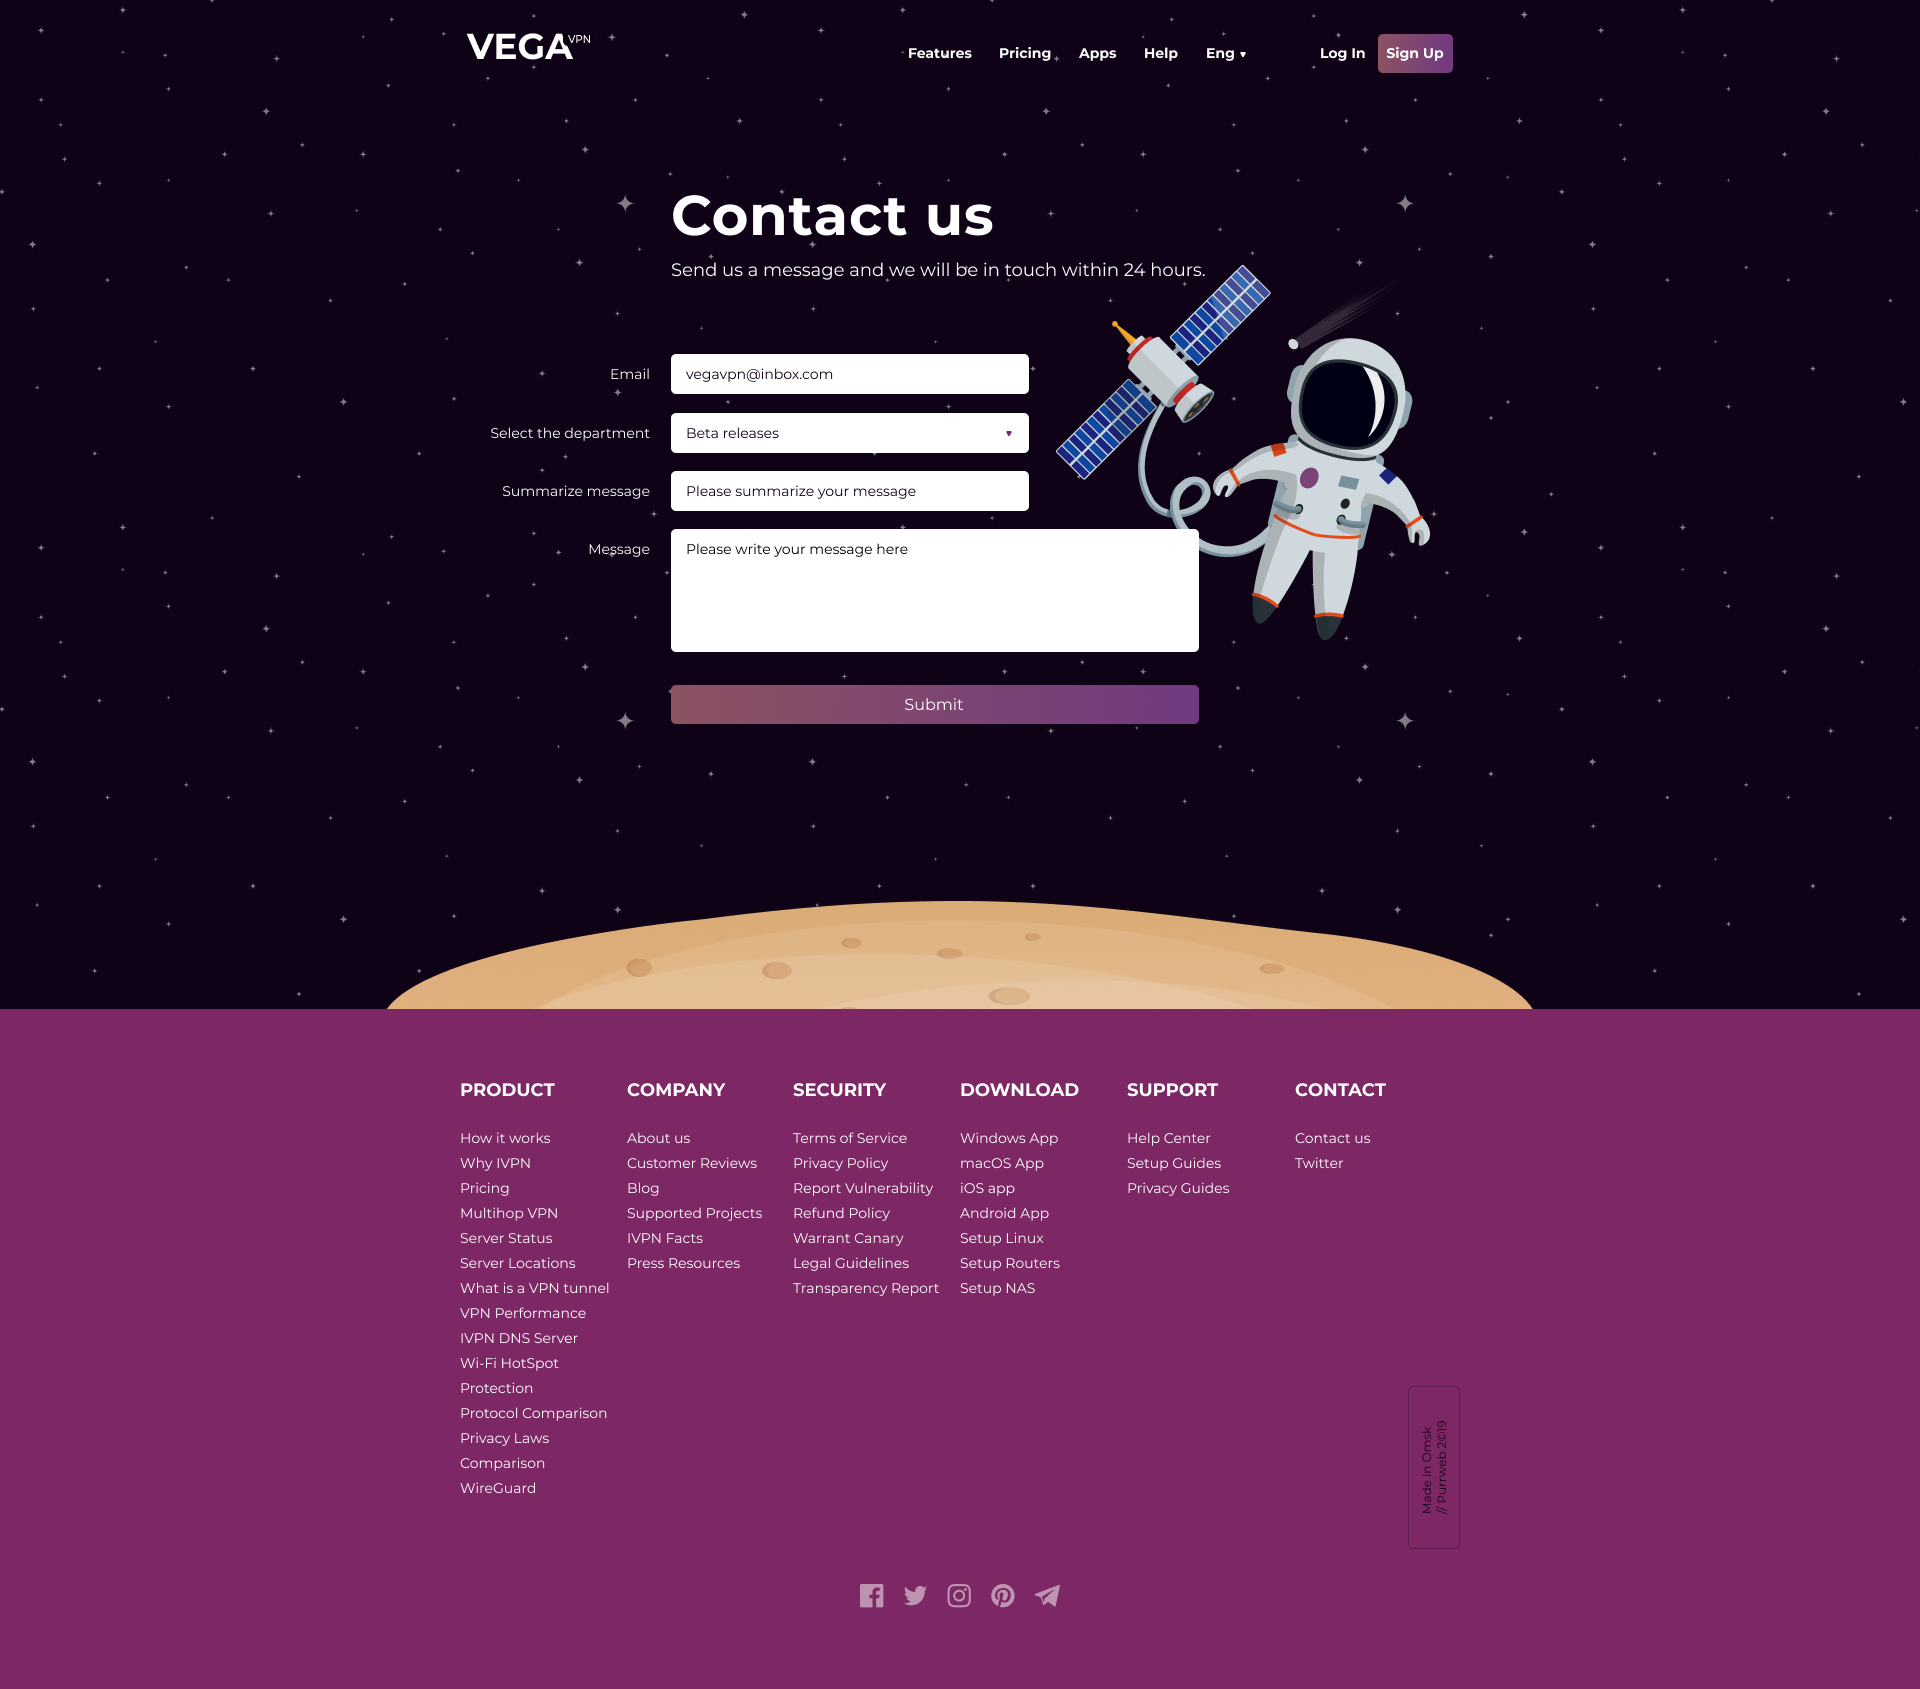 VEGA VPN
Features Pricing Apps Help Eng Log In Sign Up
Contact us
Send us a message and we will be in touch within 24 hours.
Email
vegavpn@inbox.com
Select the department
Beta releases
Summarize message
Please summarize your message
Message
Please write your message here
Submit
PRODUCT
How it works
Why IVPN
Pricing
Multihop VPN
Server Status
Server Locations
What is a VPN tunnel
VPN Performance
IVPN DNS Server
Wi-Fi HotSpot
Protection
Protocol Comparison
Privacy Laws
Comparison
WireGuard
COMPANY
About us
Customer Reviews
Blog
Supported Projects
IVPN Facts
Press Resources
SECURITY
Terms of Service
Privacy Policy
Report Vulnerability
Refund Policy
Warrant Canary
Legal Guidelines
Transparency Report
DOWNLOAD
Windows App
macOS App
iOS app
Android App
Setup Linux
Setup Routers
Setup NAS
SUPPORT
Help Center
Setup Guides
Privacy Guides
CONTACT
Contact us
Twitter
Made in Omsk
// Purrweb 2©19